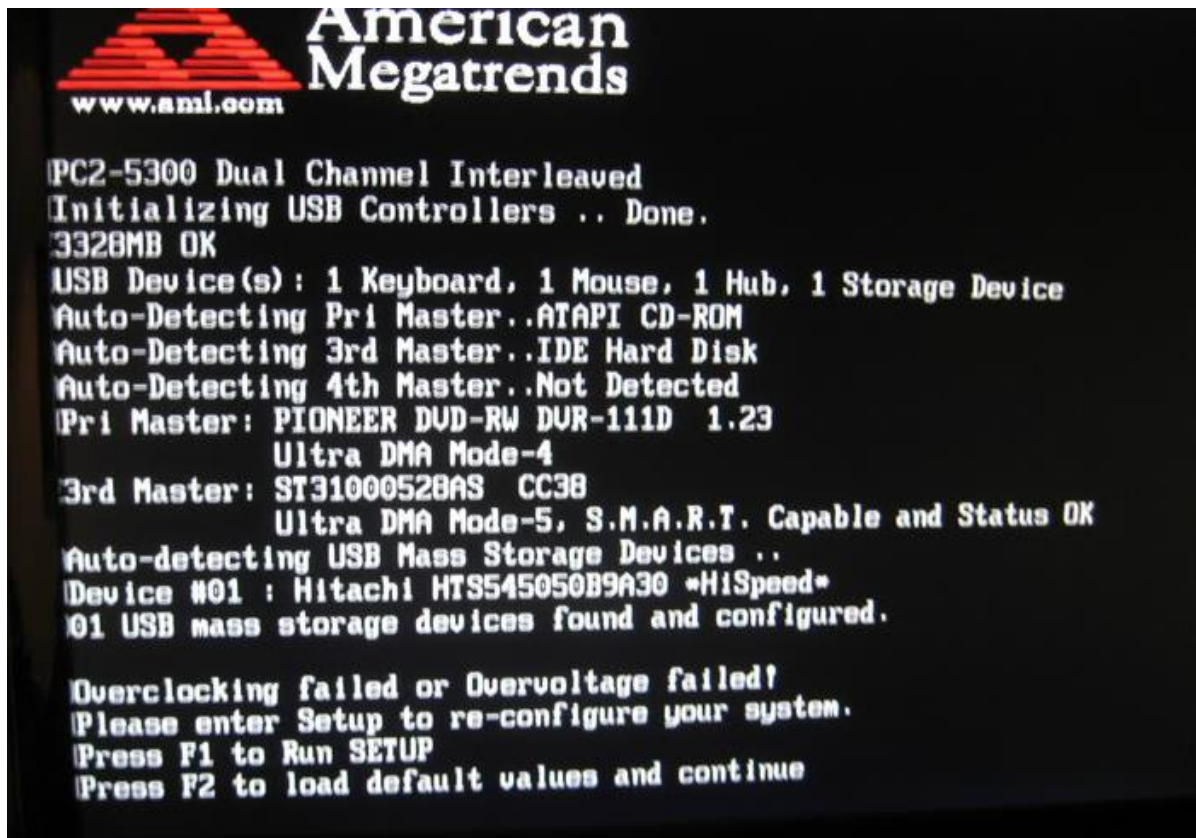 American
Megatrends
www.ami.com
PC2-5300 Dual Channel Interleaved
Initializing USB Controllers .. Done.
3328MB OK
USB Device(s): 1 Keyboard, 1 Mouse, 1 Hub, 1 Storage Device
Auto-Detecting Pri Master..ATAPI CD-ROM
Auto-Detecting 3rd Master..IDE Hard Disk
Auto-Detecting 4th Master..Not Detected
Pri Master: PIONEER DVD-RW DVR-111D 1.23
Ultra DMA Mode-4
3rd Master: ST31000528AS CC38
Ultra DMA Mode-5, S.M.A.R.T. Capable and Status OK
Auto-detecting USB Mass Storage Devices ..
Device #01 : Hitachi HTS545050B9A30 *HiSpeed*
01 USB mass storage devices found and configured.
Overclocking failed or Overvoltage failed!
Please enter Setup to re-configure your system.
Press F1 to Run SETUP
Press F2 to load default values and continue